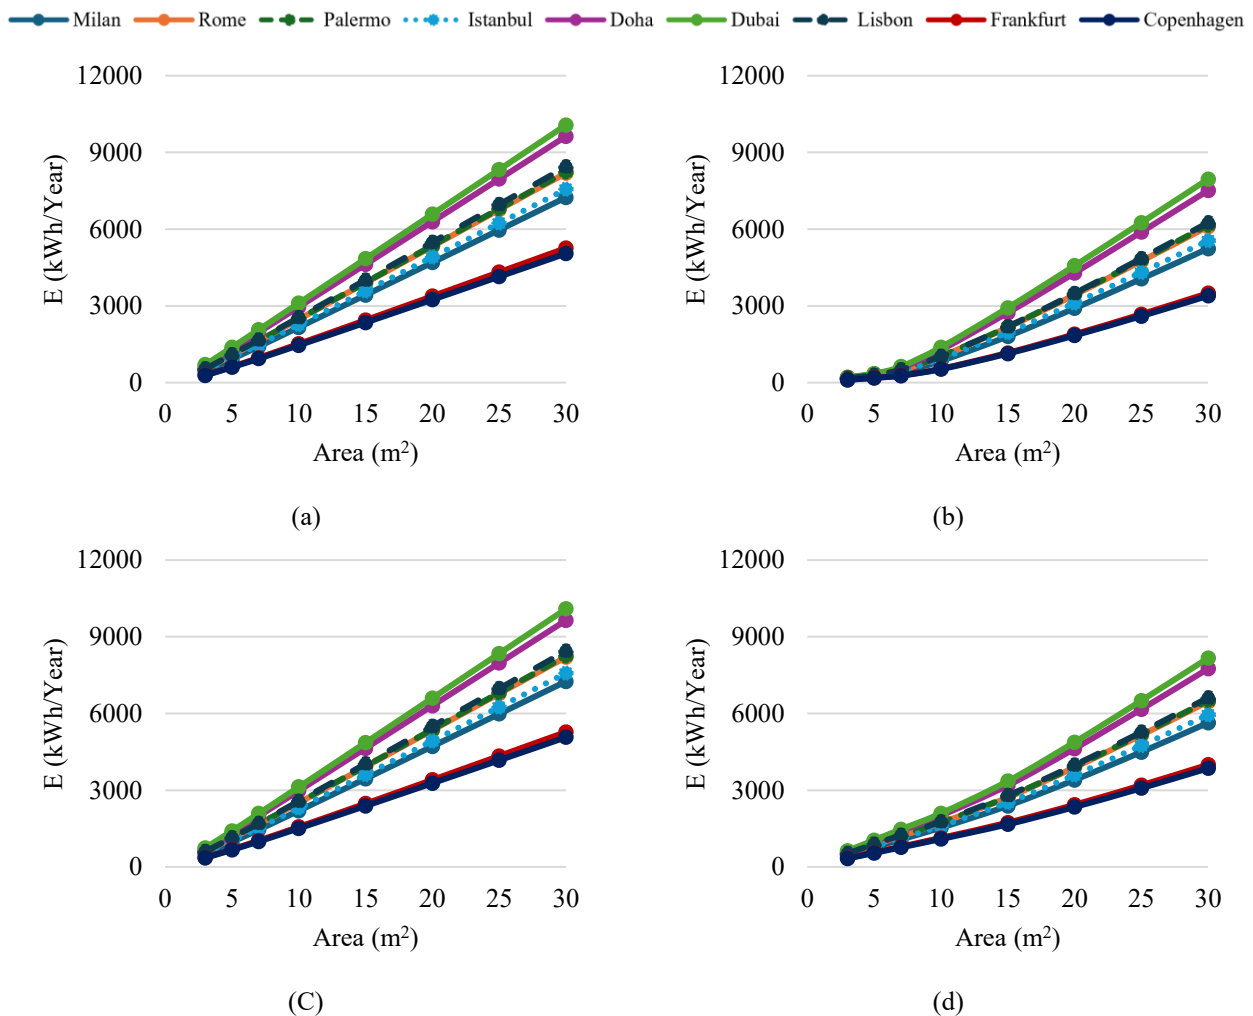 Milan Rome Palermo Istanbul Doha Dubai Lisbon Frankfurt Copenhagen
12000
9000
6000
3000
0
E (kWh/Year)
0 5 10 15 20 25 30
Area (m²)
(a)
12000
9000
6000
3000
0
E (kWh/Year)
0 5 10 15 20 25 30
Area (m²)
(b)
12000
9000
6000
3000
0
E (kWh/Year)
0 5 10 15 20 25 30
Area (m²)
(C)
12000
9000
6000
3000
0
E (kWh/Year)
0 5 10 15 20 25 30
Area (m²)
(d)